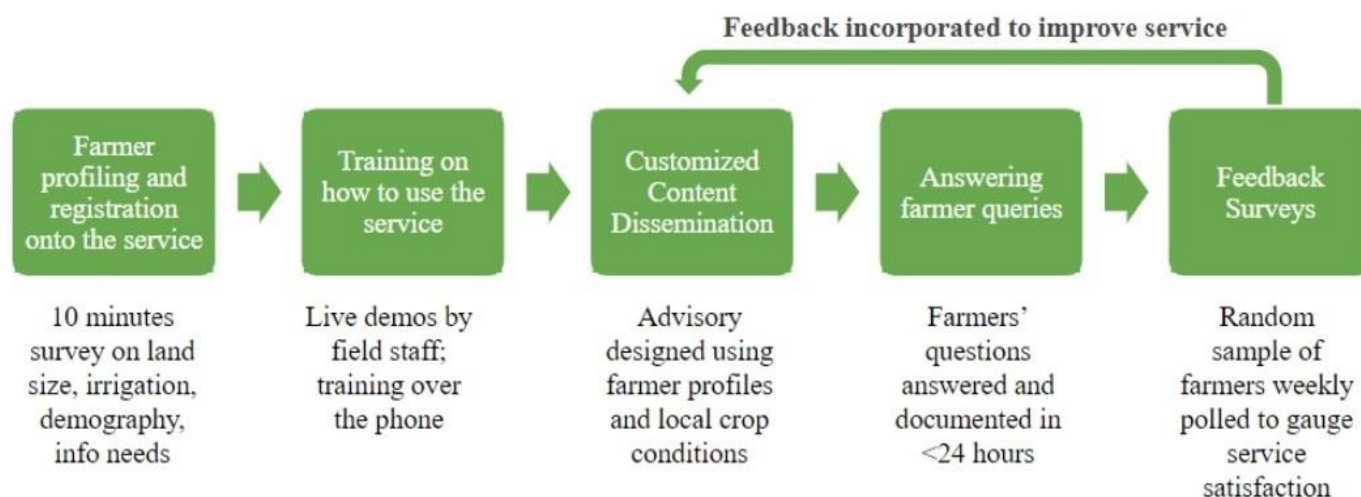 Feedback incorporated to improve service
Farmer
profiling and
registration
onto the service
Training on
how to use the
service
Customized
Content
Dissemination
Answering
farmer queries
Feedback
Surveys
10 minutes
survey on land
size, irrigation,
demography,
info needs
Live demos by
field staff;
training over
the phone
Advisory
designed using
farmer profiles
and local crop
conditions
Farmers’
questions
answered and
documented in
<24 hours
Random
sample of
farmers weekly
polled to gauge
service
satisfaction